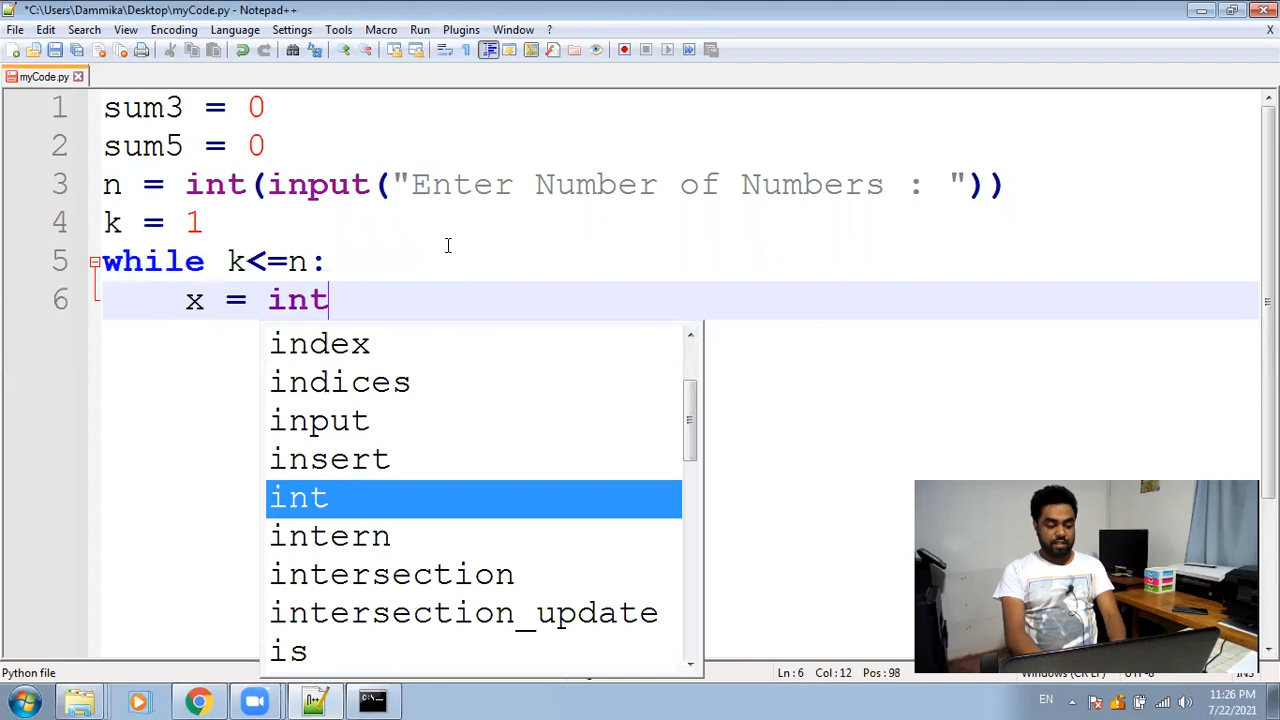 *C:\Users\Dammika\Desktop\myCode.py - Notepad++
File Edit Search View Encoding Language Settings Tools Macro Run Plugins Window ? X
myCode.py
1 sum3 = 0
2 sum5 = 0
3 n = int(input("Enter Number of Numbers : "))
4 k = 1
5 while k<=n:
6 x = int
index
indices
input
insert
int
intern
intersection
intersection_update
is
Python file Ln : 6 Col : 12 Pos : 98 INS
EN 11:26 PM
7/22/2021